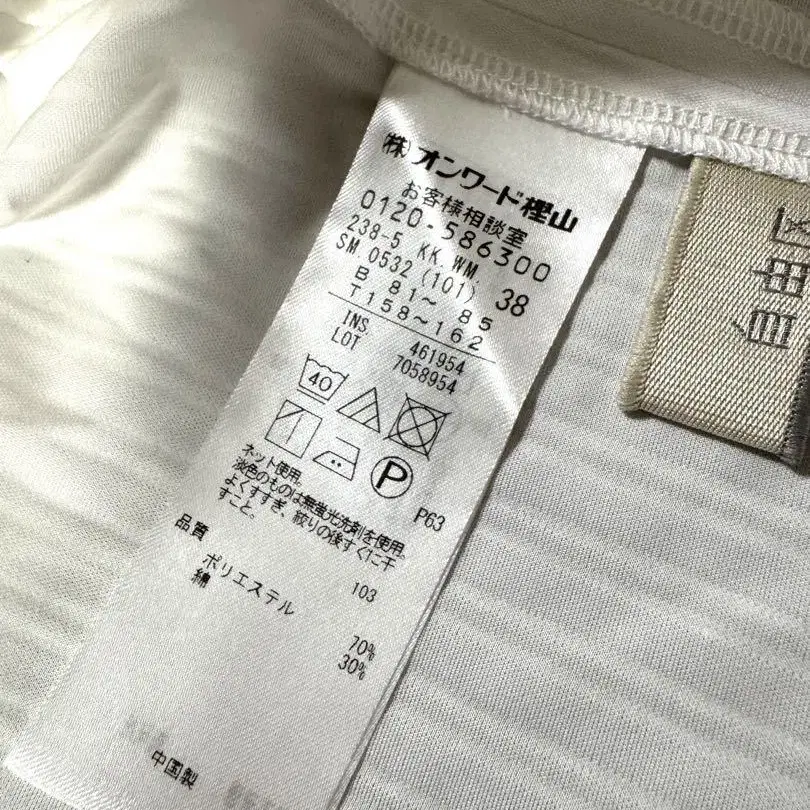 (株)オンワード樫山
お客様相談室
0120-586300
238-5 KK.WM.
SM.0532(101) 38
B 81～ 85
T158～162
INS 461954
LOT 7058954
40
P
P63
ネット使用。
淡色のものは無蛍光洗剤を使用。
よくすすぎ、絞りの後すぐに干
すこと。
103
品質
ポリエステル 70%
綿 30%
中国製
自由区